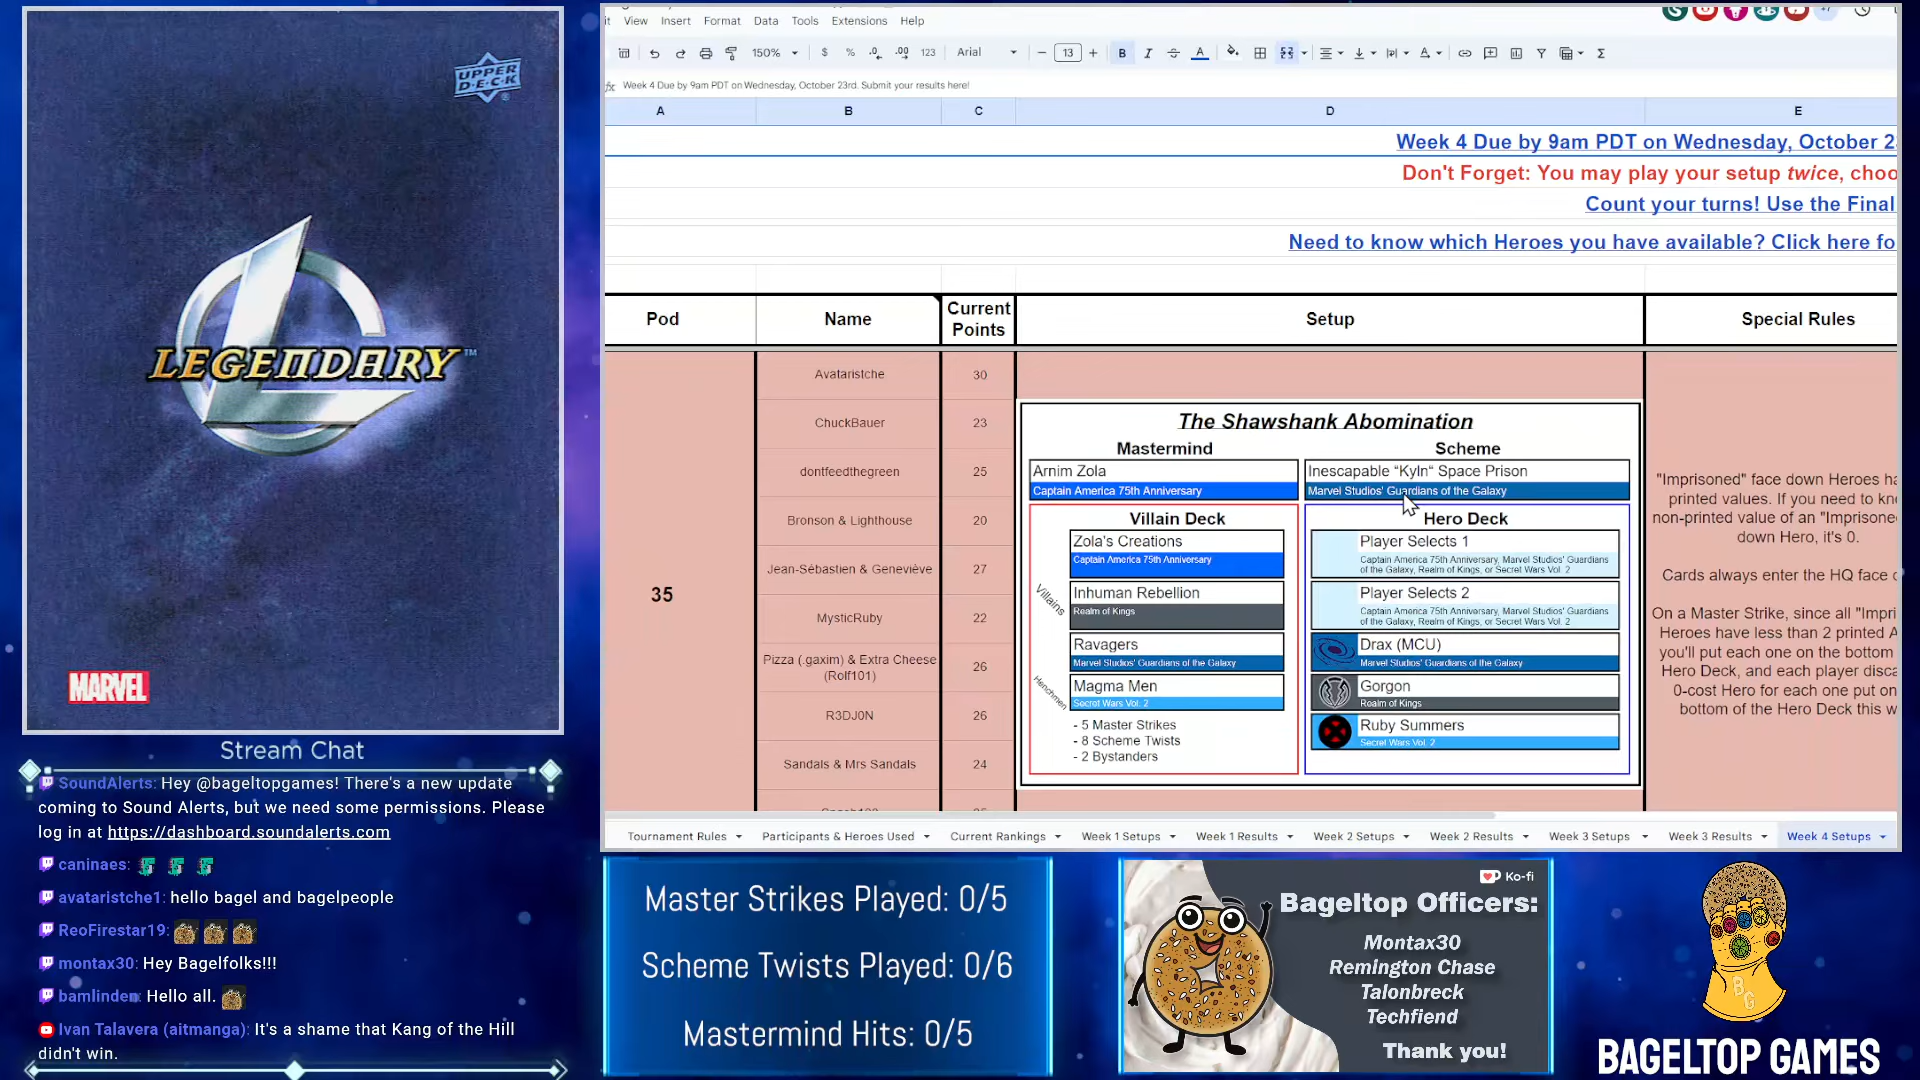 UPPER
DECK
LEGENDARY™
MARVEL
Stream Chat
SoundAlerts: Hey @bageltopgames! There's a new update
coming to Sound Alerts, but we need some permissions. Please
log in at https://dashboard.soundalerts.com
caninaes:
avataristche1: hello bagel and bagelpeople
ReoFirestar19:
montax30: Hey Bagelfolks!!!
bamlinden: Hello all.
Ivan Talavera (aitmanga): It's a shame that Kang of the Hill
didn't win.
View Insert Format Data Tools Extensions Help
150% $ % .0 .00 123 Arial 13 B I
Week 4 Due by 9am PDT on Wednesday, October 23rd. Submit your results here!
A B C D E
Week 4 Due by 9am PDT on Wednesday, October 2
Don't Forget: You may play your setup twice, choo
Count your turns! Use the Final
Need to know which Heroes you have available? Click here fo
Pod Name Current Points Setup Special Rules
35
Avataristche 30
ChuckBauer 23
dontfeedthegreen 25
Bronson & Lighthouse 20
Jean-Sébastien & Geneviève 27
MysticRuby 22
Pizza (.gaxim) & Extra Cheese
(Rolf101) 26
R3DJ0N 26
Sandals & Mrs Sandals 24
The Shawshank Abomination
Mastermind
Arnim Zola
Captain America 75th Anniversary
Scheme
Inescapable “Kyln“ Space Prison
Marvel Studios' Guardians of the Galaxy
Villain Deck
Villains
Zola's Creations
Captain America 75th Anniversary
Inhuman Rebellion
Realm of Kings
Ravagers
Marvel Studios' Guardians of the Galaxy
Henchmen
Magma Men
Secret Wars Vol. 2
- 5 Master Strikes
- 8 Scheme Twists
- 2 Bystanders
Hero Deck
Player Selects 1
Captain America 75th Anniversary, Marvel Studios' Guardians
of the Galaxy, Realm of Kings, or Secret Wars Vol. 2
Player Selects 2
Captain America 75th Anniversary, Marvel Studios' Guardians
of the Galaxy, Realm of Kings, or Secret Wars Vol. 2
Drax (MCU)
Marvel Studios' Guardians of the Galaxy
Gorgon
Realm of Kings
Ruby Summers
Secret Wars Vol. 2
"Imprisoned" face down Heroes ha
printed values. If you need to kn
non-printed value of an "Imprisone
down Hero, it's 0.
Cards always enter the HQ face
On a Master Strike, since all "Impri
Heroes have less than 2 printed A
you'll put each one on the bottom
Hero Deck, and each player disca
0-cost Hero for each one put on
bottom of the Hero Deck this w
Tournament Rules Participants & Heroes Used Current Rankings Week 1 Setups Week 1 Results Week 2 Setups Week 2 Results Week 3 Setups Week 3 Results Week 4 Setups
Master Strikes Played: 0/5
Scheme Twists Played: 0/6
Mastermind Hits: 0/5
Ko-fi
Bageltop Officers:
Montax30
Remington Chase
Talonbreck
Techfiend
Thank you!
BG
BAGELTOP GAMES